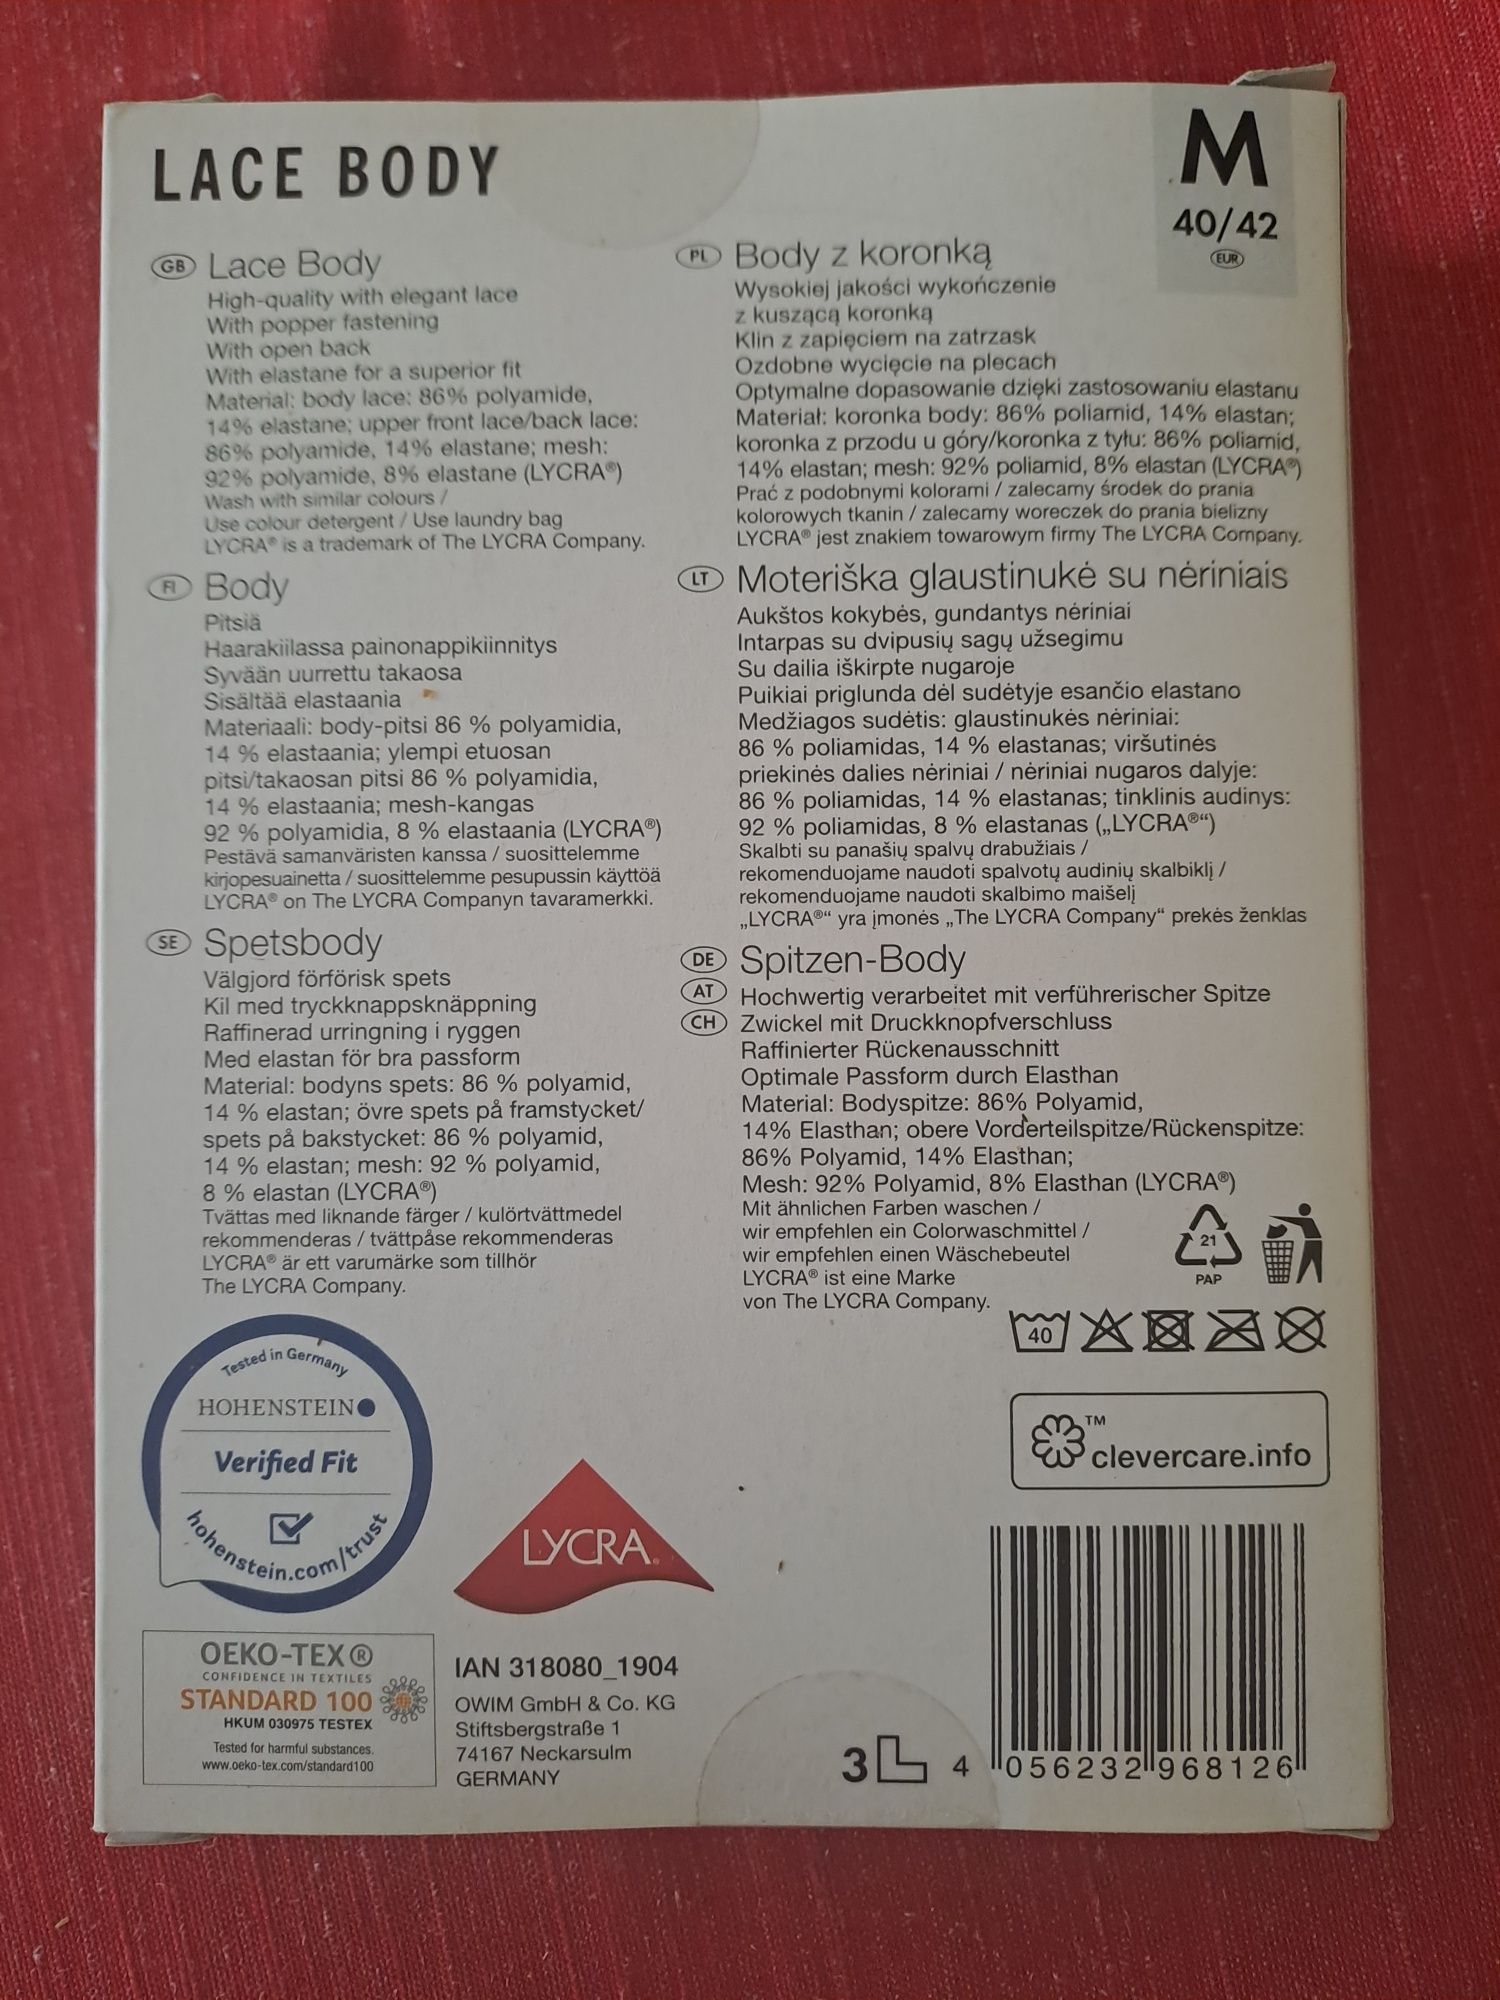 LACE BODY
M
40/42
EUR
GB Lace Body
High-quality with elegant lace
With popper fastening
With open back
With elastane for a superior fit
Material: body lace: 86% polyamide,
14% elastane; upper front lace/back lace:
86% polyamide, 14% elastane; mesh:
92% polyamide, 8% elastane (LYCRA®)
Wash with similar colours /
Use colour detergent / Use laundry bag
LYCRA® is a trademark of The LYCRA Company.
FI Body
Pitsiä
Haarakiilassa painonappikiinnitys
Syvään uurrettu takaosa
Sisältää elastaania
Materiaali: body-pitsi 86 % polyamidia,
14 % elastaania; ylempi etuosan
pitsi/takaosan pitsi 86 % polyamidia,
14 % elastaania; mesh-kangas
92 % polyamidia, 8 % elastaania (LYCRA®)
Pestävä samanväristen kanssa / suosittelemme
kirjopesuainetta / suosittelemme pesupussin käyttöä
LYCRA® on The LYCRA Companyn tavaramerkki.
SE Spetsbody
Välgjord förförisk spets
Kil med tryckknappsknäppning
Raffinerad urringning i ryggen
Med elastan för bra passform
Material: bodyns spets: 86 % polyamid,
14 % elastan; övre spets på framstycket/
spets på bakstycket: 86 % polyamid,
14 % elastan; mesh: 92 % polyamid,
8 % elastan (LYCRA®)
Tvättas med liknande färger / kulörtvättmedel
rekommenderas / tvättpåse rekommenderas
LYCRA® är ett varumärke som tillhör
The LYCRA Company.
PL Body z koronką
Wysokiej jakości wykończenie
z kuszącą koronką
Klin z zapięciem na zatrzask
Ozdobne wycięcie na plecach
Optymalne dopasowanie dzięki zastosowaniu elastanu
Materiał: koronka body: 86% poliamid, 14% elastan;
koronka z przodu u góry/koronka z tyłu: 86% poliamid,
14% elastan; mesh: 92% poliamid, 8% elastan (LYCRA®)
Prać z podobnymi kolorami / zalecamy środek do prania
kolorowych tkanin / zalecamy woreczek do prania bielizny
LYCRA® jest znakiem towarowym firmy The LYCRA Company.
LT Moteriška glaustinukė su nėriniais
Aukštos kokybės, gundantys nėriniai
Intarpas su dvipusių sagų užsegimu
Su dailia iškirpte nugaroje
Puikiai priglunda dėl sudėtyje esančio elastano
Medžiagos sudėtis: glaustinukės nėriniai:
86 % poliamidas, 14 % elastanas; viršutinės
priekinės dalies nėriniai / nėriniai nugaros dalyje:
86 % poliamidas, 14 % elastanas; tinklinis audinys:
92 % poliamidas, 8 % elastanas („LYCRA®“)
Skalbti su panašių spalvų drabužiais /
rekomenduojame naudoti spalvotų audinių skalbiklį /
rekomenduojame naudoti skalbimo maišelį
„LYCRA®“ yra įmonės „The LYCRA Company“ prekės ženklas
DE AT CH Spitzen-Body
Hochwertig verarbeitet mit verführerischer Spitze
Zwickel mit Druckknopfverschluss
Raffinierter Rückenausschnitt
Optimale Passform durch Elasthan
Material: Bodyspitze: 86% Polyamid,
14% Elasthan; obere Vorderteilspitze/Rückenspitze:
86% Polyamid, 14% Elasthan;
Mesh: 92% Polyamid, 8% Elasthan (LYCRA®)
Mit ähnlichen Farben waschen /
wir empfehlen ein Colorwaschmittel /
wir empfehlen einen Wäschebeutel
LYCRA® ist eine Marke
von The LYCRA Company.
21
PAP
40
™
clevercare.info
Tested in Germany
HOHENSTEIN
Verified Fit
hohenstein.com/trust
LYCRA®
OEKO-TEX®
CONFIDENCE IN TEXTILES
STANDARD 100
HKUM 030975 TESTEX
Tested for harmful substances.
www.oeko-tex.com/standard100
IAN 318080_1904
OWIM GmbH & Co. KG
Stiftsbergstraße 1
74167 Neckarsulm
GERMANY
3
4 056232 968126